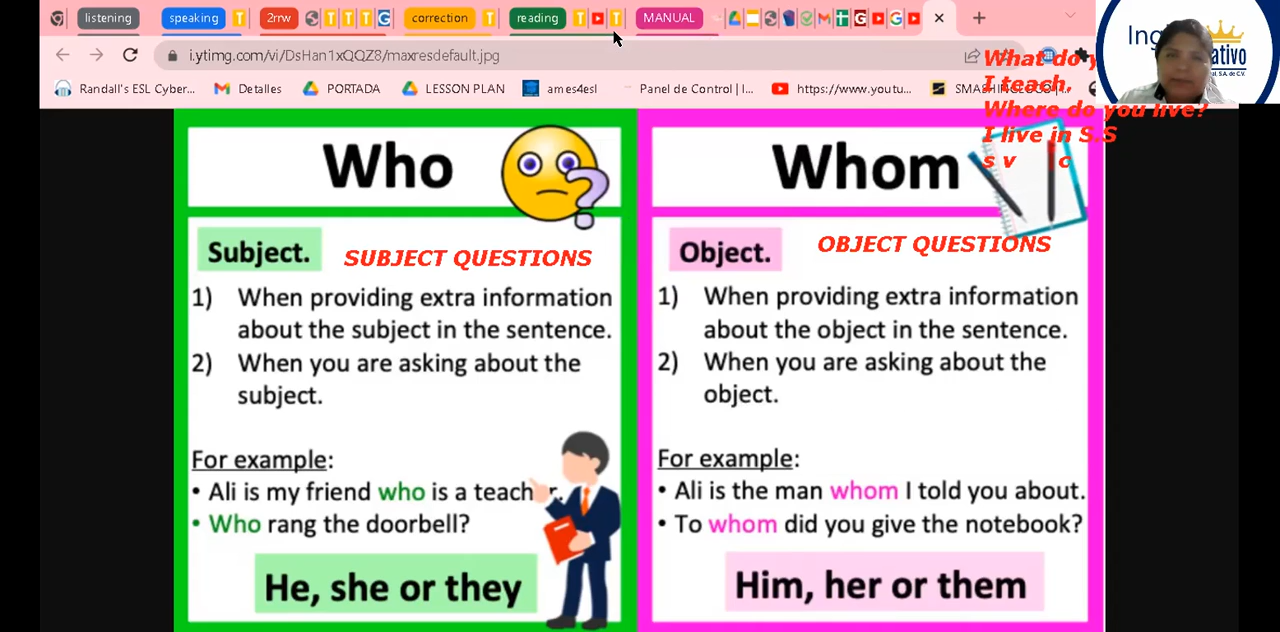 listening speaking 2rrw correction reading MANUAL
i.ytimg.com/vi/DsHan1xQQZ8/maxresdefault.jpg
Randall's ESL Cyber... Detalles PORTADA LESSON PLAN ames4esl Panel de Control | I... https://www.youtu...
What do
I teach.
Where do you live?
I live in S.S
s v c
Who
Whom
Subject. SUBJECT QUESTIONS
1) When providing extra information
about the subject in the sentence.
2) When you are asking about the
subject.
For example:
• Ali is my friend who is a teach
• Who rang the doorbell?
He, she or they
Object. OBJECT QUESTIONS
1) When providing extra information
about the object in the sentence.
2) When you are asking about the
object.
For example:
• Ali is the man whom I told you about.
• To whom did you give the notebook?
Him, her or them